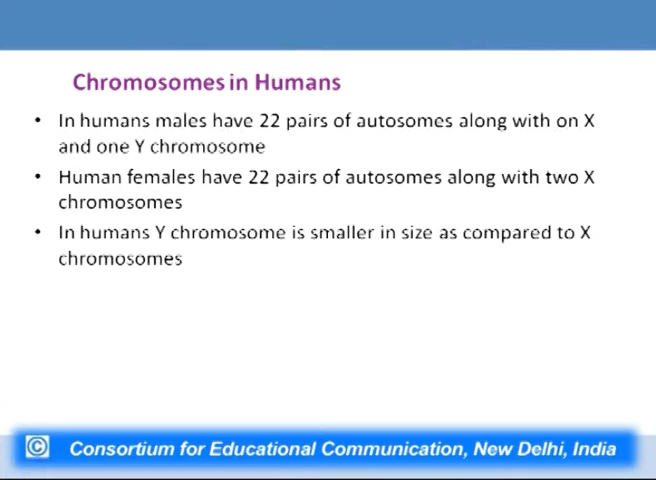 Chromosomes in Humans
• In humans males have 22 pairs of autosomes along with on X
and one Y chromosome
• Human females have 22 pairs of autosomes along with two X
chromosomes
• In humans Y chromosome is smaller in size as compared to X
chromosomes
© Consortium for Educational Communication, New Delhi, India